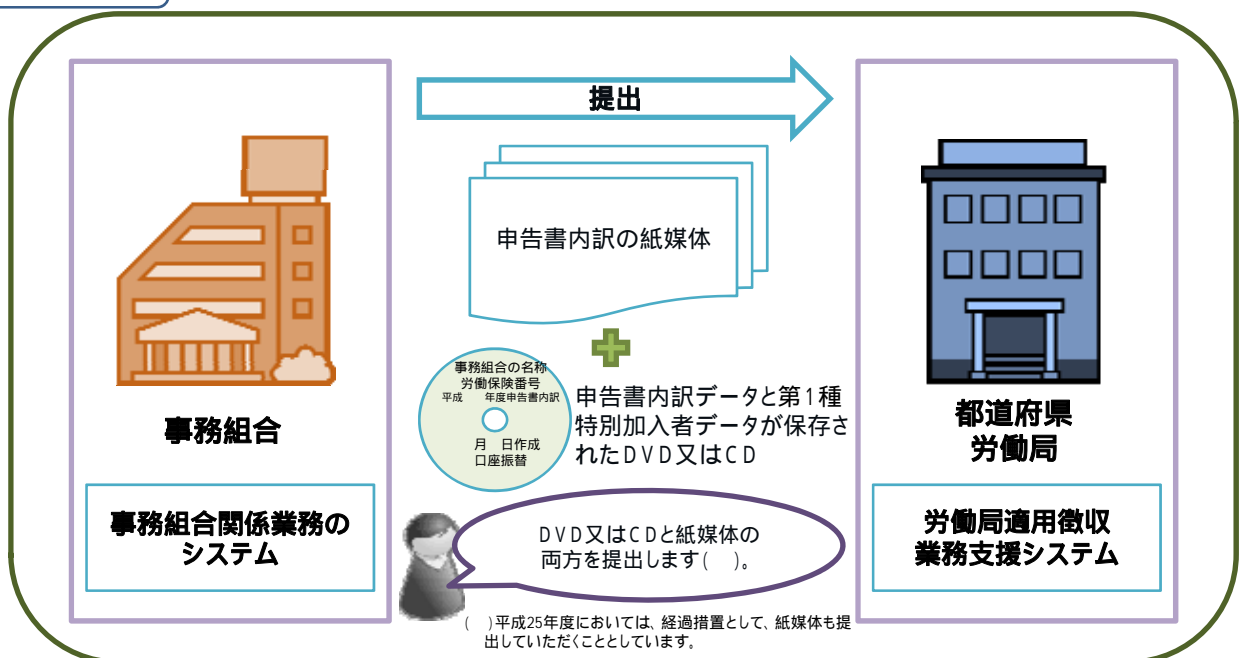 提出
申告書内訳の紙媒体
事務組合の名称
労働保険番号
平成　　年度申告書内訳
月　日作成
口座振替
申告書内訳データと第1種
特別加入者データが保存さ
れたDVD又はCD
事務組合
事務組合関係業務の
システム
都道府県
労働局
労働局適用徴収
業務支援システム
DVD又はCDと紙媒体の
両方を提出します(　)。
(　)平成25年度においては、経過措置として、紙媒体も提
出していただくこととしています。